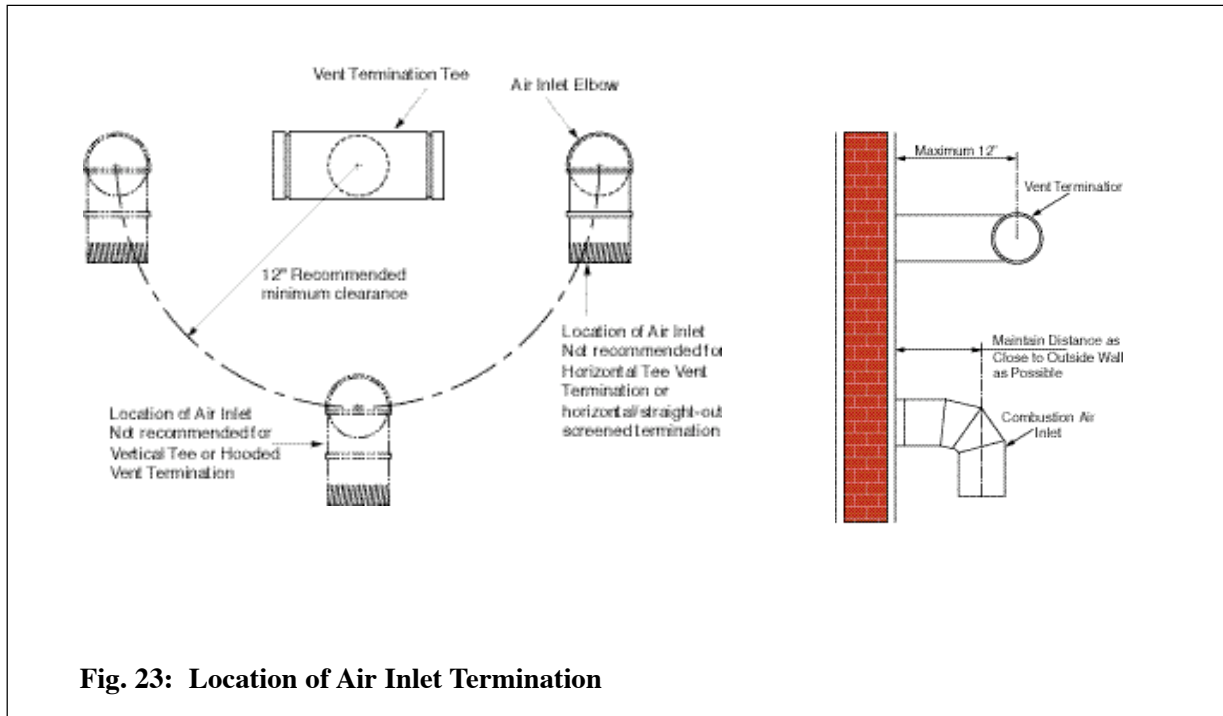 Vent Termination Tee
Air Inlet Elbow
12" Recommended
minimum clearance
Location of Air Inlet
Not recommended for
Horizontal Tee Vent
Termination or
horizontal/straight-out
screened termination
Location of Air Inlet
Not recommended for
Vertical Tee or Hooded
Vent Termination
Maximum 12"
Vent Terminatior
Maintain Distance as
Close to Outside Wall
as Possible
Combustion Air
Inlet
Fig. 23: Location of Air Inlet Termination